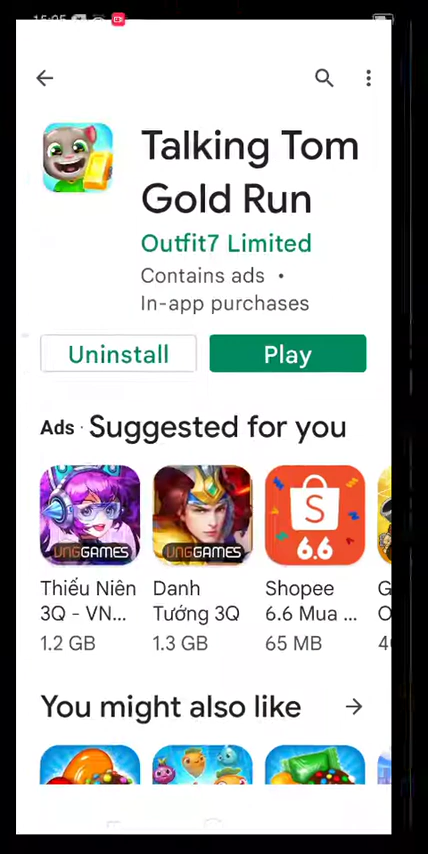 Talking Tom
Gold Run
Outfit7 Limited
Contains ads •
In-app purchases
Uninstall Play
Ads · Suggested for you
VNGGAMES VNGGAMES S 6.6
Thiếu Niên Danh Shopee
3Q - VN... Tướng 3Q 6.6 Mua ...
1.2 GB 1.3 GB 65 MB
You might also like